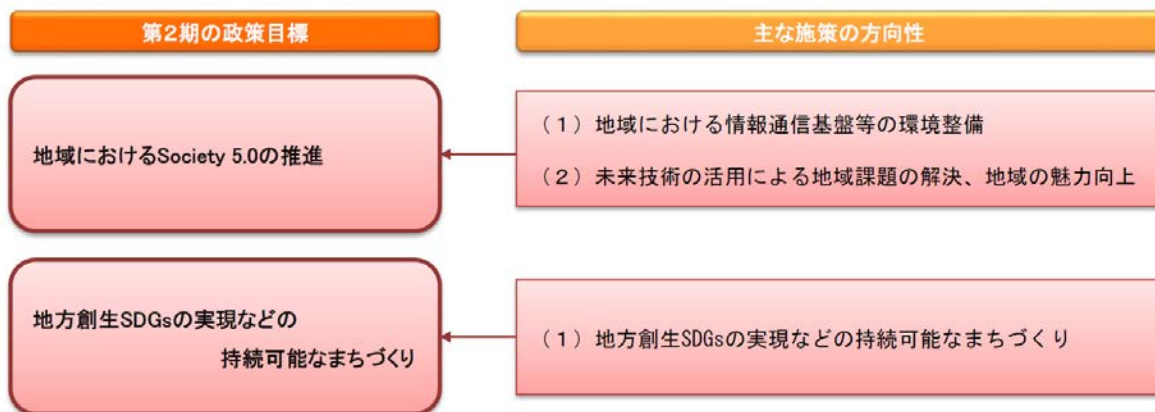 第2期の政策目標
主な施策の方向性
地域におけるSociety 5.0の推進
（１）地域における情報通信基盤等の環境整備
（２）未来技術の活用による地域課題の解決、地域の魅力向上
地方創生SDGsの実現などの
持続可能なまちづくり
（１）地方創生SDGsの実現などの持続可能なまちづくり